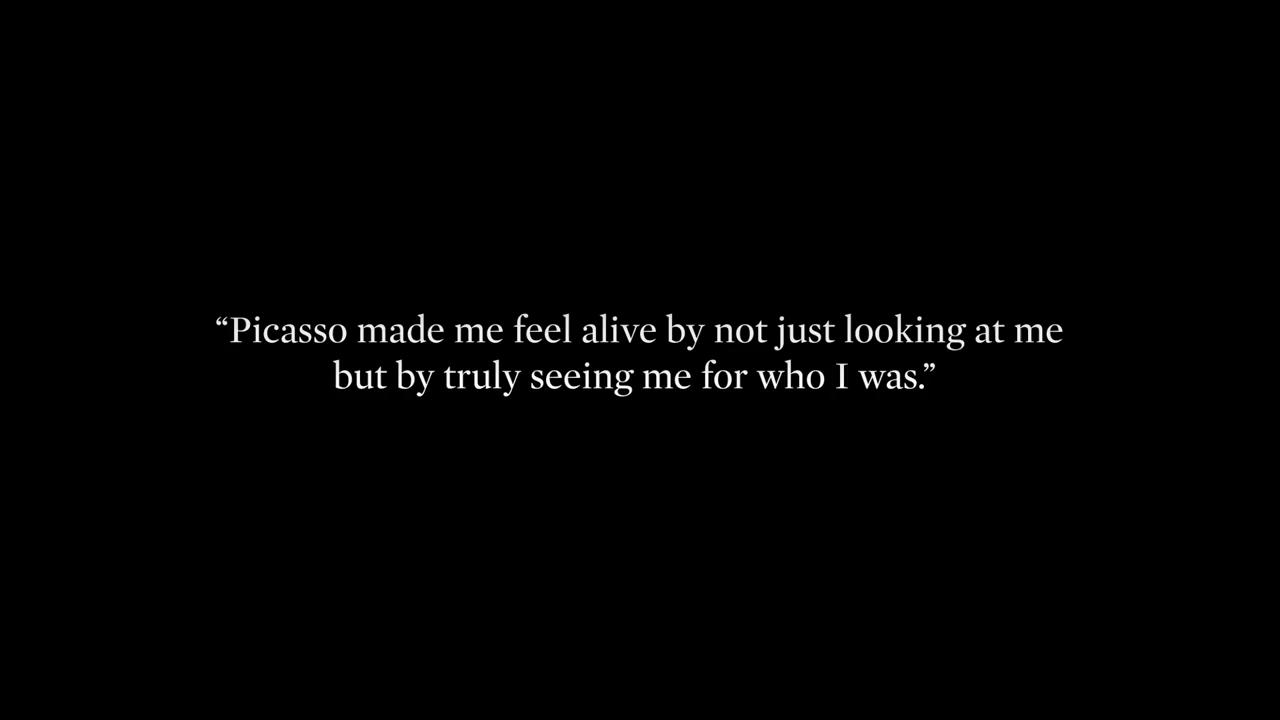 “Picasso made me feel alive by not just looking at me
but by truly seeing me for who I was.”